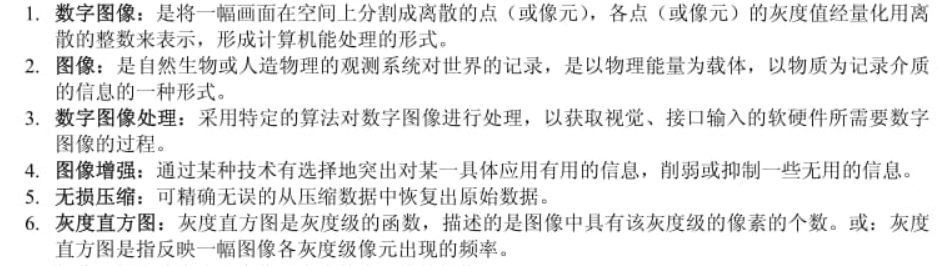 1. 数字图像：是将一幅画面在空间上分割成离散的点（或像元），各点（或像元）的灰度值经量化用离
散的整数来表示，形成计算机能处理的形式。
2. 图像：是自然生物或人造物理的观测系统对世界的记录，是以物理能量为载体，以物质为记录介质
的信息的一种形式。
3. 数字图像处理：采用特定的算法对数字图像进行处理，以获取视觉、接口输入的软硬件所需要数字
图像的过程。
4. 图像增强：通过某种技术有选择地突出对某一具体应用有用的信息，削弱或抑制一些无用的信息。
5. 无损压缩：可精确无误的从压缩数据中恢复出原始数据。
6. 灰度直方图：灰度直方图是灰度级的函数，描述的是图像中具有该灰度级的像素的个数。或：灰度
直方图是指反映一幅图像各灰度级像元出现的频率。